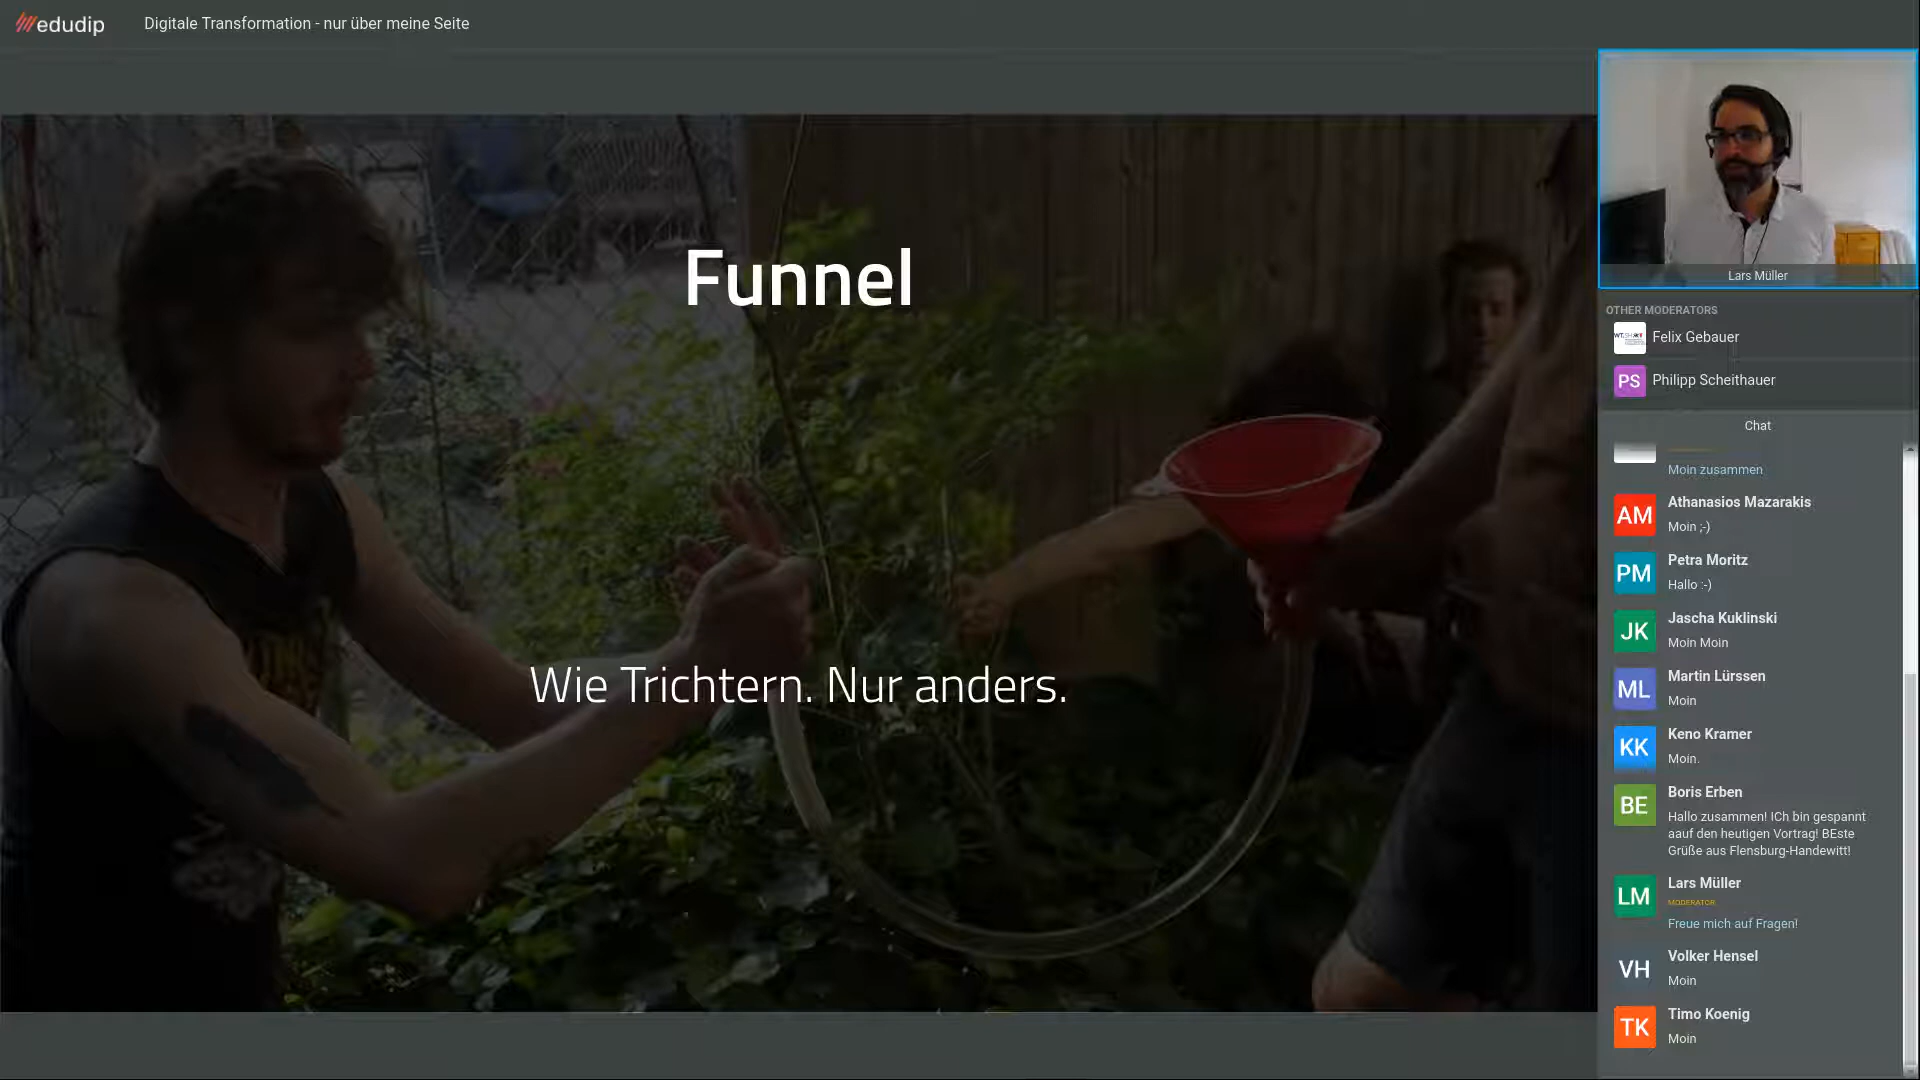 edudip
Digitale Transformation - nur über meine Seite
Funnel
Wie Trichtern. Nur anders.
Lars Müller
OTHER MODERATORS
Felix Gebauer
PS
Philipp Scheithauer
Chat
Moin zusammen
AM
Athanasios Mazarakis
Moin ;-)
PM
Petra Moritz
Hallo :-)
JK
Jascha Kuklinski
Moin Moin
ML
Martin Lürssen
Moin
KK
Keno Kramer
Moin.
BE
Boris Erben
Hallo zusammen! ICh bin gespannt
aauf den heutigen Vortrag! BEste
Grüße aus Flensburg-Handewitt!
LM
Lars Müller
MODERATOR
Freue mich auf Fragen!
VH
Volker Hensel
Moin
TK
Timo Koenig
Moin